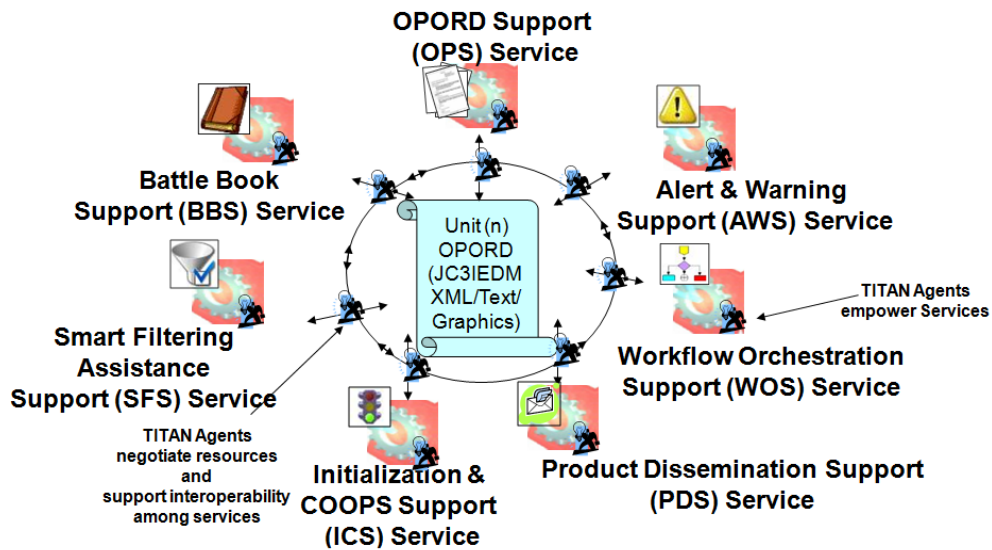 OPORD Support
(OPS) Service
Battle Book
Support (BBS) Service
Alert & Warning
Support (AWS) Service
Unit (n)
OPORD
(JC3IEDM
XML/Text/
Graphics)
TITAN Agents
empower Services
Smart Filtering
Assistance
Support (SFS) Service
Workflow Orchestration
Support (WOS) Service
TITAN Agents
negotiate resources
and
support interoperability
among services
Initialization &
COOPS Support
(ICS) Service
Product Dissemination Support
(PDS) Service